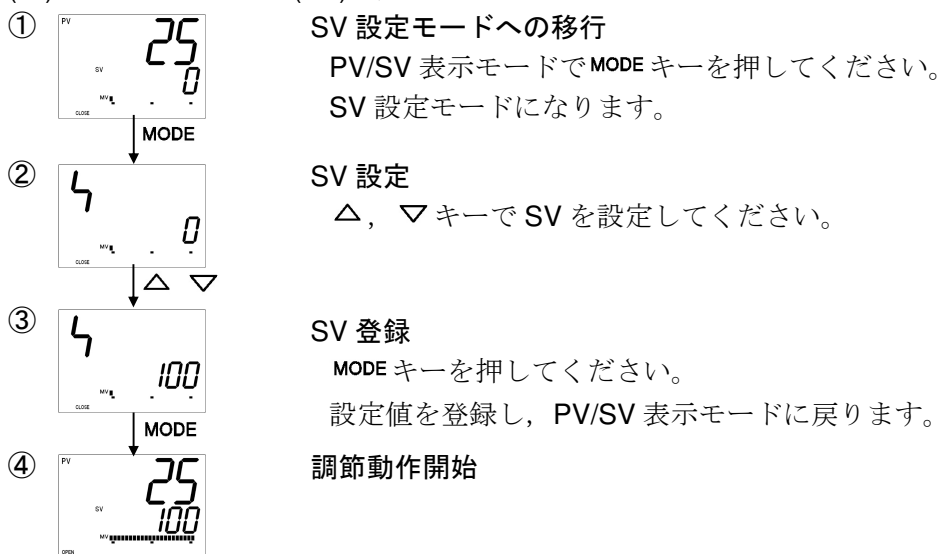 ①
PV
25
SV
0
MV
CLOSE
SV 設定モードへの移行
PV/SV 表示モードで MODE キーを押してください。
SV 設定モードになります。
MODE
②
0
MV
CLOSE
SV 設定
△，▽ キーで SV を設定してください。
△ ▽
③
100
MV
CLOSE
SV 登録
MODE キーを押してください。
設定値を登録し，PV/SV 表示モードに戻ります。
MODE
④
PV
25
SV
100
MV
OPEN
調節動作開始